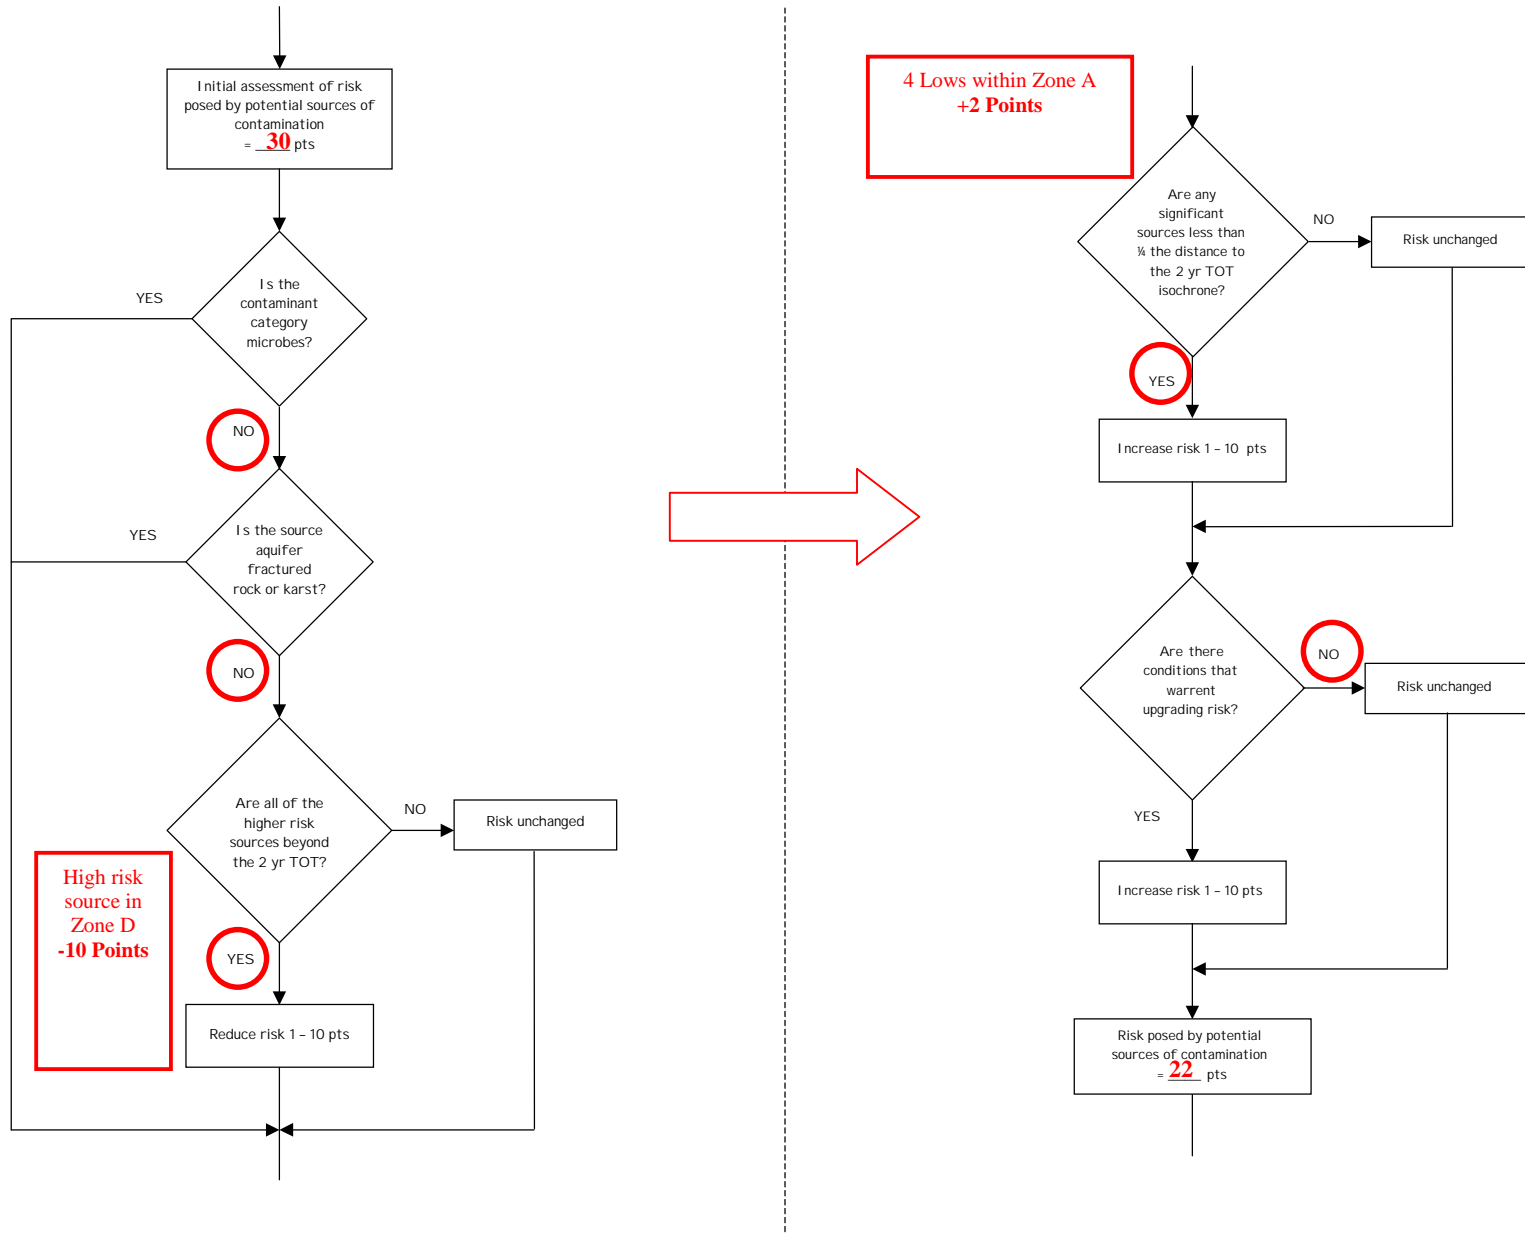 Initial assessment of risk
posed by potential sources of
contamination
= 30 pts
Is the
contaminant
category
microbes?
YES
NO
Is the source
aquifer
fractured
rock or karst?
YES
NO
Are all of the
higher risk
sources beyond
the 2 yr TOT?
NO
Risk unchanged
High risk
source in
Zone D
-10 Points
YES
Reduce risk 1 – 10 pts
4 Lows within Zone A
+2 Points
Are any
significant
sources less than
¼ the distance to
the 2 yr TOT
isochrone?
NO
Risk unchanged
YES
Increase risk 1 – 10 pts
Are there
conditions that
warrent
upgrading risk?
NO
Risk unchanged
YES
Increase risk 1 – 10 pts
Risk posed by potential
sources of contamination
= 22 pts